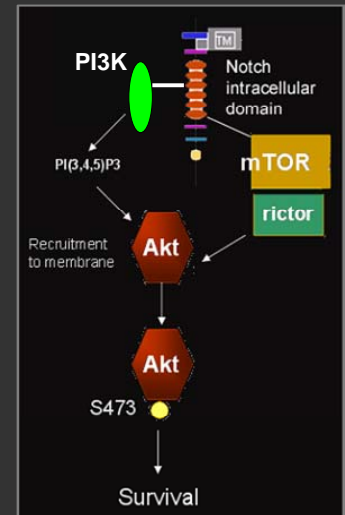 TM
PI3K
Notch
intracellular
domain
mTOR
PI(3,4,5)P3
rictor
Recruitment
to membrane
Akt
Akt
S473
Survival